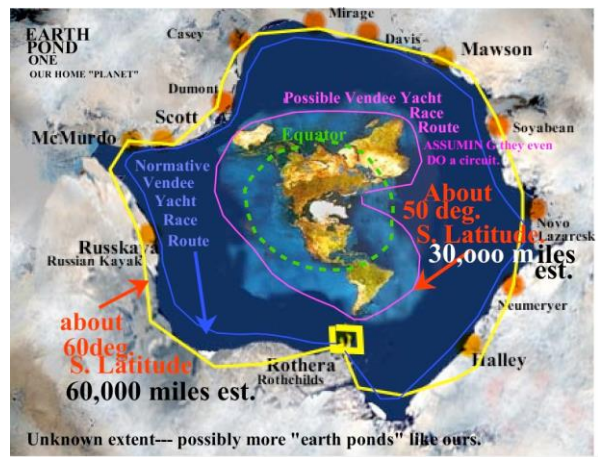 EARTH
POND
ONE
OUR HOME "PLANET"
Casey
Mirage
Davis
Mawson
Dumont
Scott
McMurdo
Possible Vendee Yacht
Race
Route
ASSUMIN G they even
DO a circuit.
Equator
Soyabean
Normative
Vendee
Yacht
Race
Route
About
50 deg.
S. Latitude.
30,000 miles
est.
Novo
Lazaresk
Russkaya
Russian Kayak
Neumeryer
about
60deg
S. Latitude
60,000 miles est.
Rothera
Rothchilds
Halley
Unknown extent--- possibly more "earth ponds" like ours.